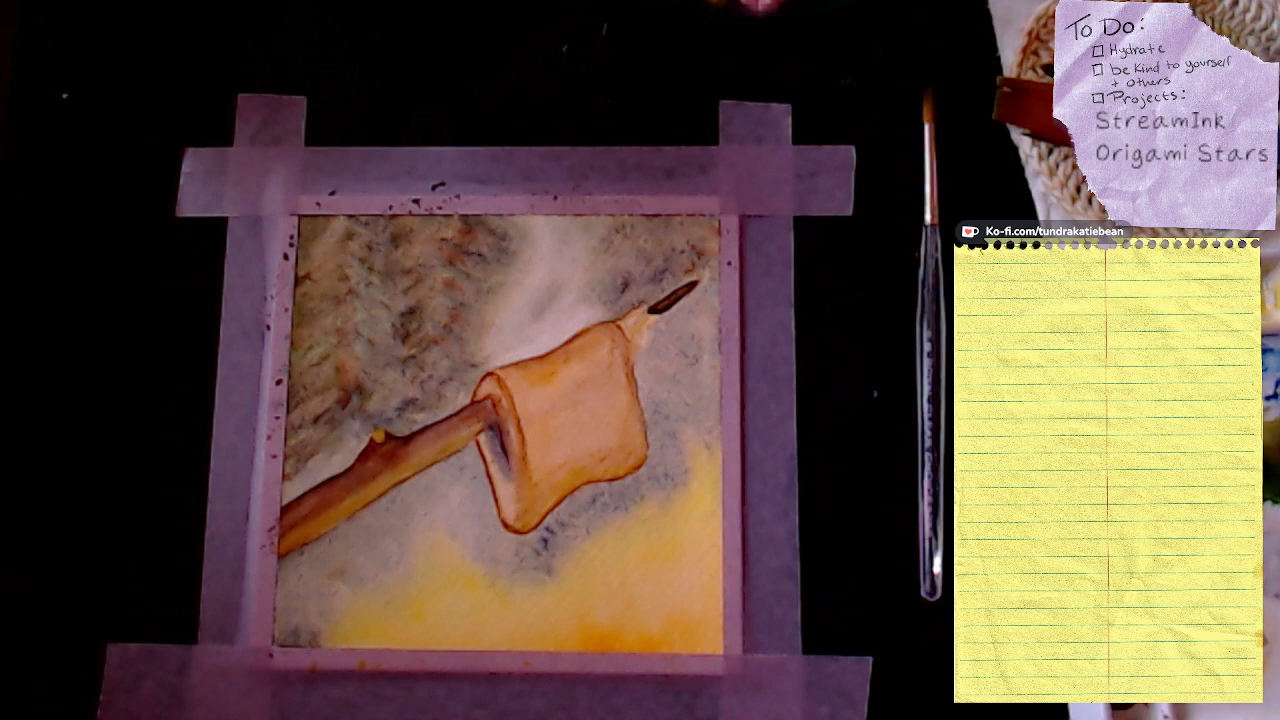 To Do:
Hydrate
be kind to yourself
+ others
Projects:
StreamInk
Origami Stars
Ko-fi.com/tundrakatiebean